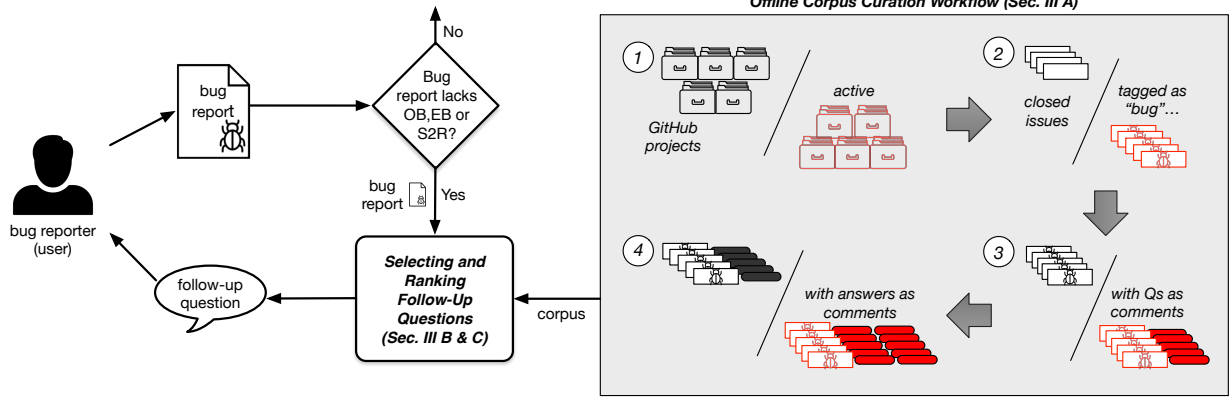 Offline Corpus Curation Workflow (Sec. III A)
No
bug
report
Bug
report lacks
OB,EB or
S2R?
bug
report
Yes
bug reporter
(user)
follow-up
question
Selecting and
Ranking
Follow-Up
Questions
(Sec. III B & C)
corpus
1
GitHub
projects
active
2
closed
issues
tagged as
“bug”...
3
with Qs as
comments
4
with answers as
comments